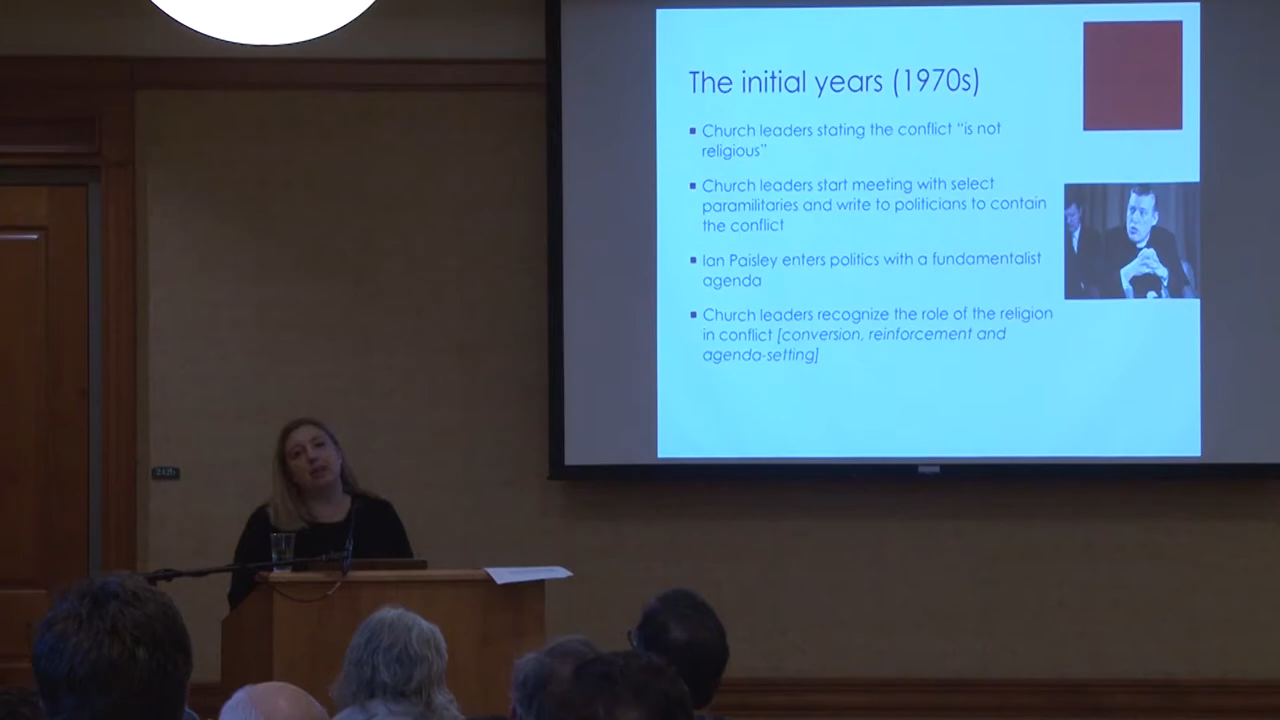 The initial years (1970s)
▪ Church leaders stating the conflict “is not
religious”
▪ Church leaders start meeting with select
paramilitaries and write to politicians to contain
the conflict
▪ Ian Paisley enters politics with a fundamentalist
agenda
▪ Church leaders recognize the role of the religion
in conflict [conversion, reinforcement and
agenda-setting]
242b